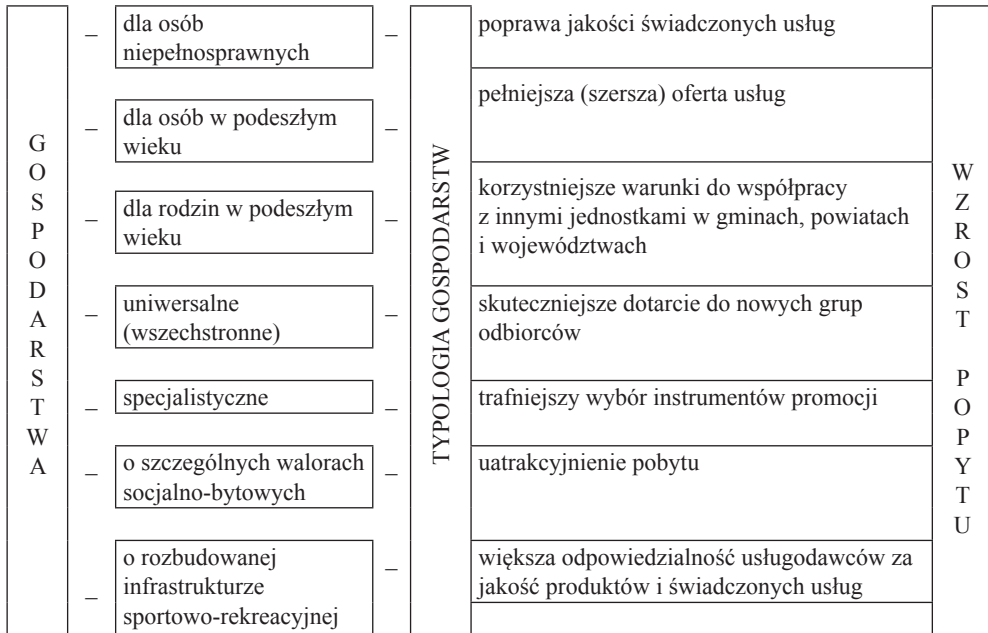 GOSPODARSTWA
– dla osób
niepełnosprawnych –
– dla osób w podeszłym
wieku –
– dla rodzin w podeszłym
wieku –
– uniwersalne
(wszechstronne) –
– specjalistyczne –
– o szczególnych walorach
socjalno-bytowych –
– o rozbudowanej
infrastrukturze
sportowo-rekreacyjnej –
TYPOLOGIA GOSPODARSTW
poprawa jakości świadczonych usług
pełniejsza (szersza) oferta usług
korzystniejsze warunki do współpracy
z innymi jednostkami w gminach, powiatach
i województwach
skuteczniejsze dotarcie do nowych grup
odbiorców
trafniejszy wybór instrumentów promocji
uatrakcyjnienie pobytu
większa odpowiedzialność usługodawców za
jakość produktów i świadczonych usług
WZROST POPYTU